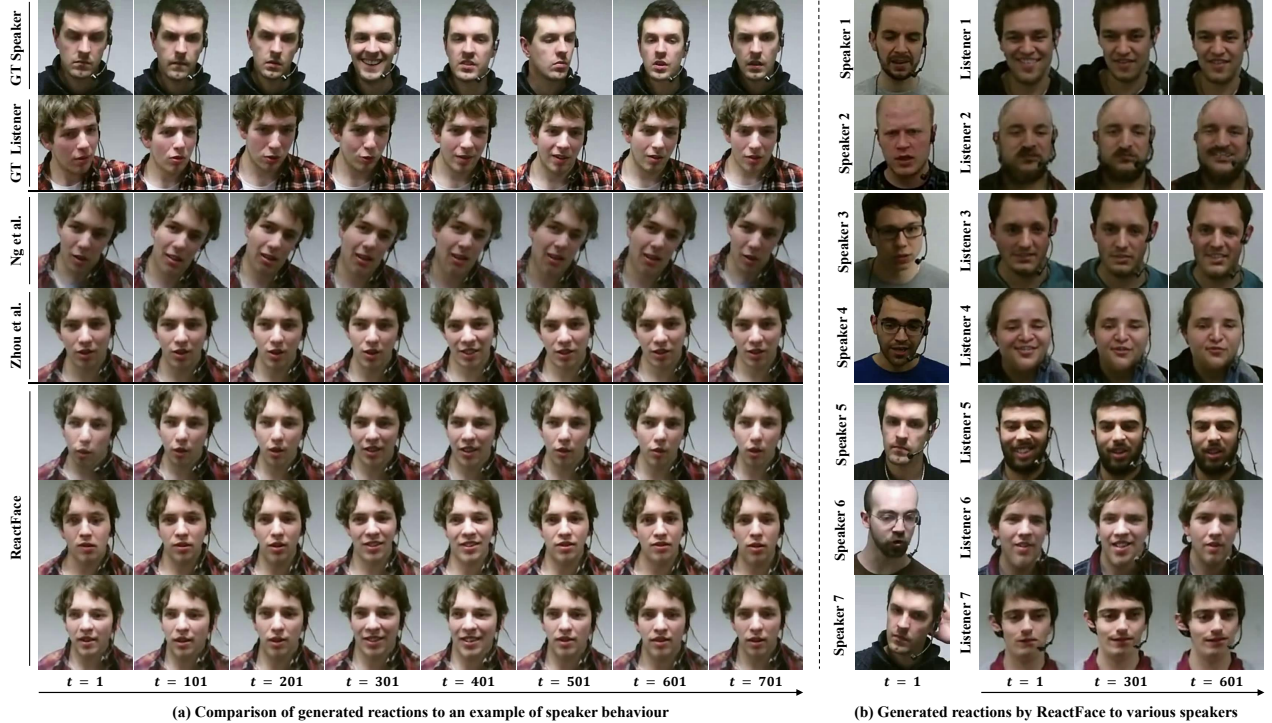 GT Speaker
GT Listener
Ng et al.
Zhou et al.
ReactFace
t = 1
t = 101
t = 201
t = 301
t = 401
t = 501
t = 601
t = 701
(a) Comparison of generated reactions to an example of speaker behaviour
Speaker 1
Listener 1
Speaker 2
Listener 2
Speaker 3
Listener 3
Speaker 4
Listener 4
Speaker 5
Listener 5
Speaker 6
Listener 6
Speaker 7
Listener 7
t = 1
t = 1
t = 301
t = 601
(b) Generated reactions by ReactFace to various speakers